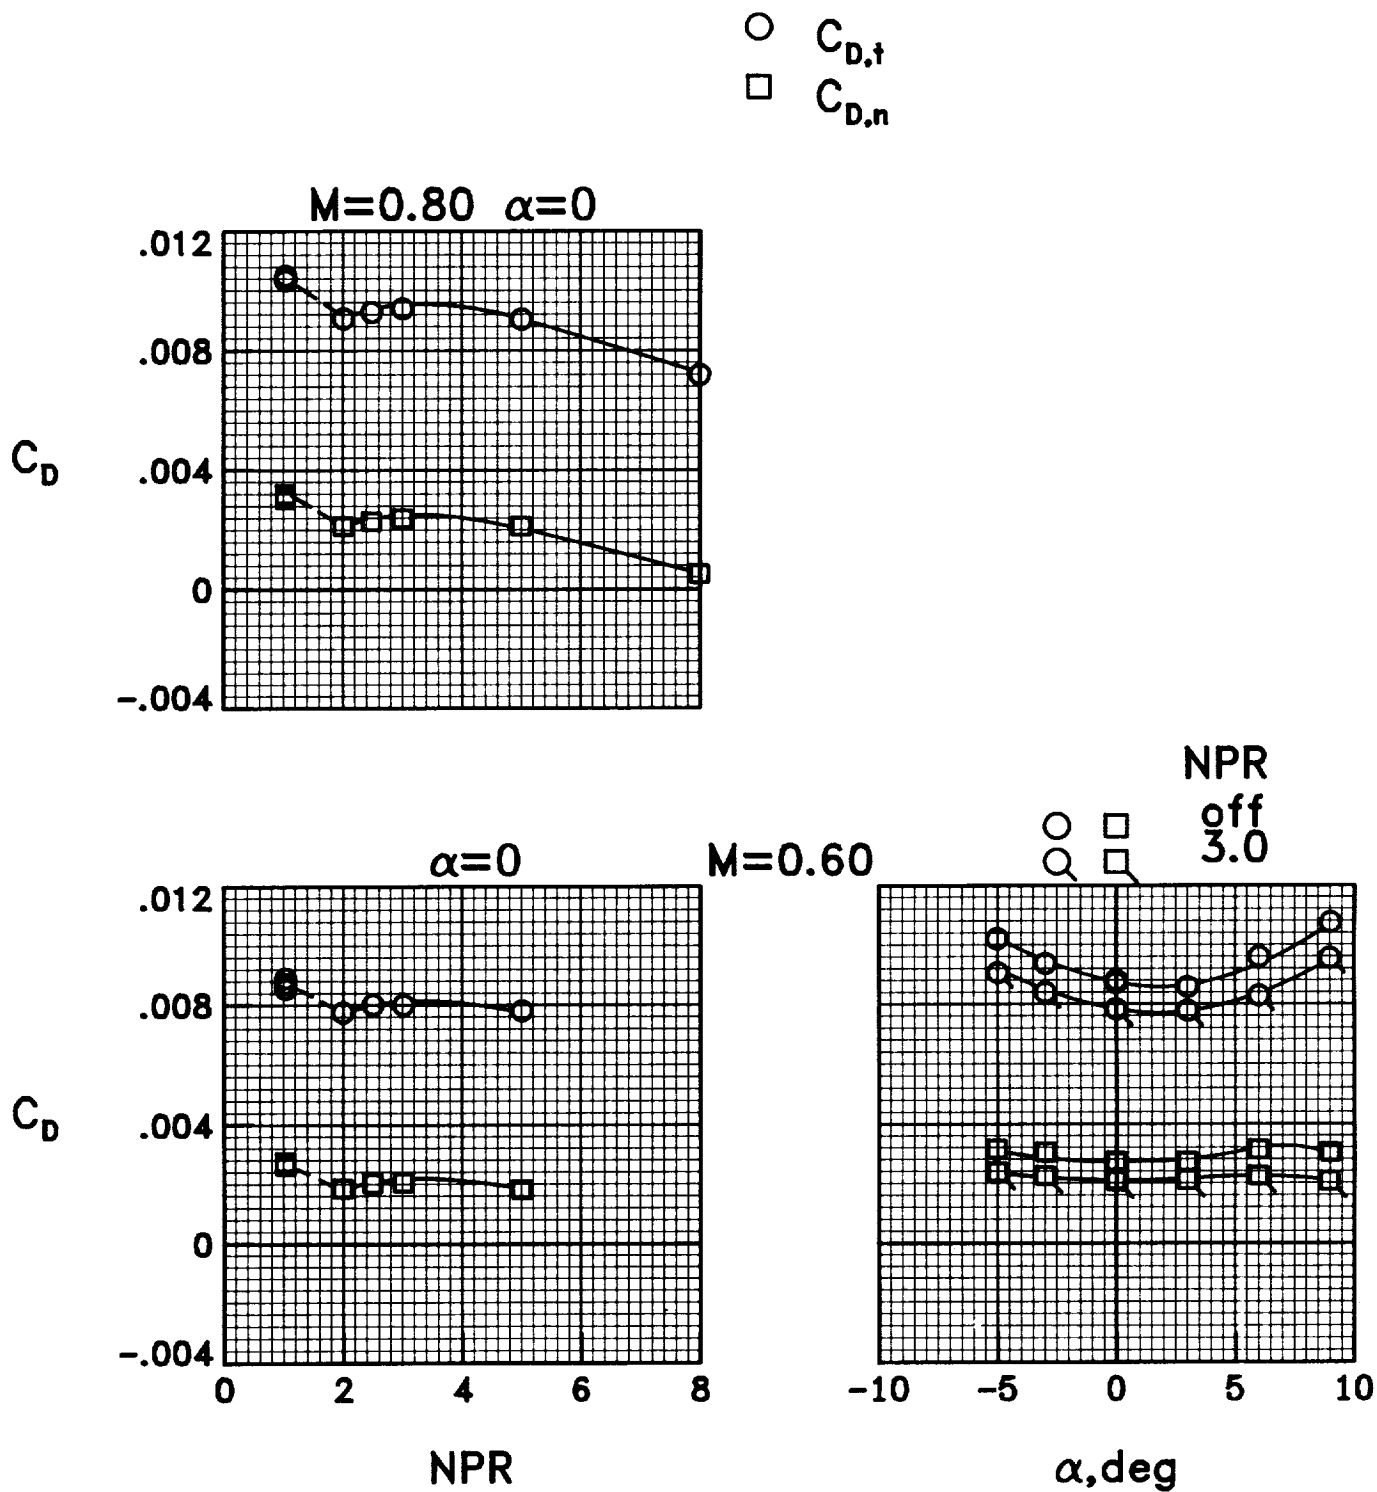 C_D,t
C_D,n
M=0.80 α=0
.012
.008
.004
0
-.004
C_D
NPR
off
3.0
α=0
M=0.60
.012
.008
.004
0
-.004
C_D
0 2 4 6 8
-10 -5 0 5 10
NPR
α,deg